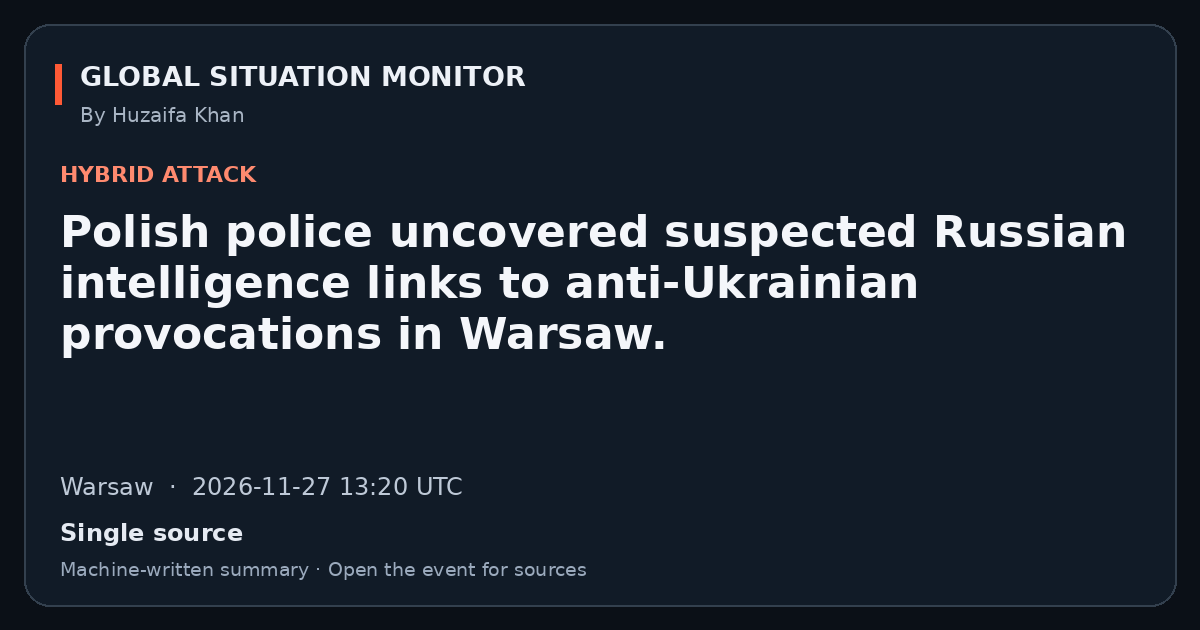 GLOBAL SITUATION MONITOR
By Huzaifa Khan
HYBRID ATTACK
Polish police uncovered suspected Russian
intelligence links to anti-Ukrainian
provocations in Warsaw.
Warsaw · 2026-11-27 13:20 UTC
Single source
Machine-written summary · Open the event for sources